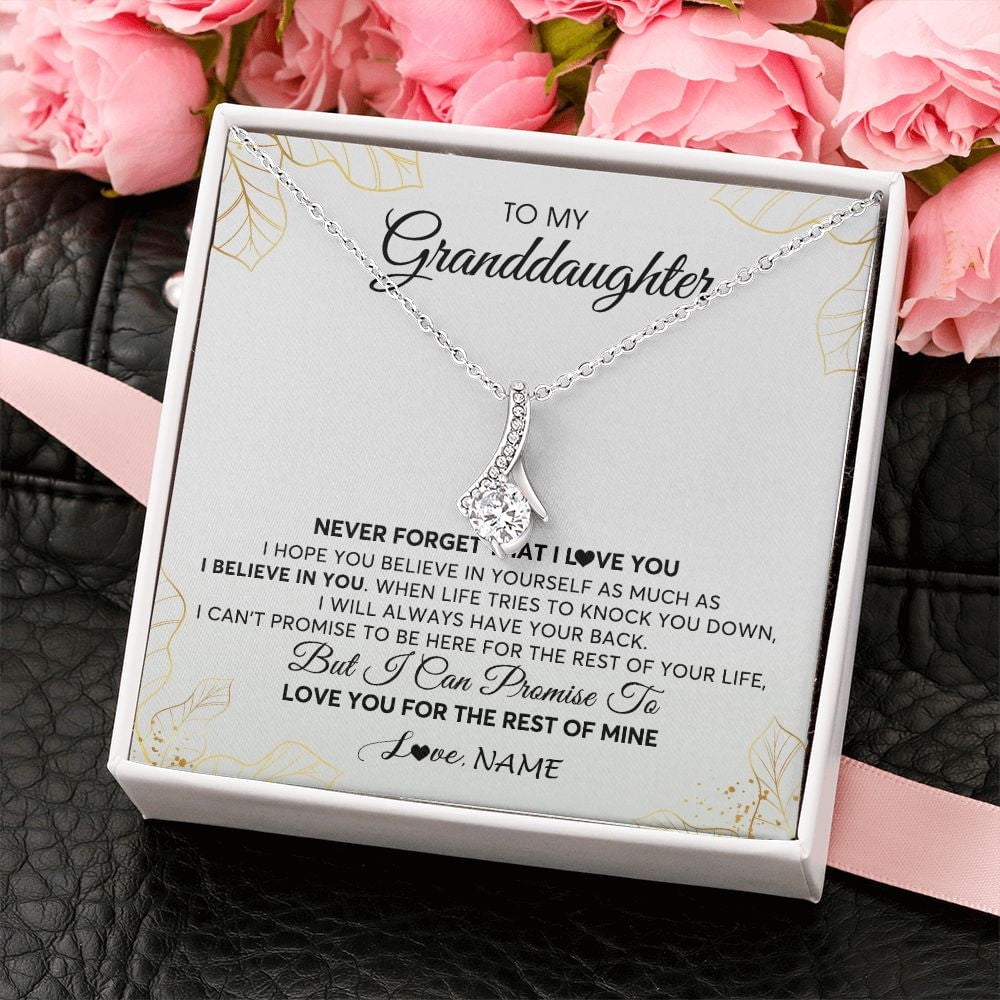 TO MY
Granddaughter
NEVER FORGET THAT I L♥VE YOU
I HOPE YOU BELIEVE IN YOURSELF AS MUCH AS
I BELIEVE IN YOU. WHEN LIFE TRIES TO KNOCK YOU DOWN,
I WILL ALWAYS HAVE YOUR BACK.
I CAN'T PROMISE TO BE HERE FOR THE REST OF YOUR LIFE,
But I Can Promise To
LOVE YOU FOR THE REST OF MINE
L♥ve, NAME